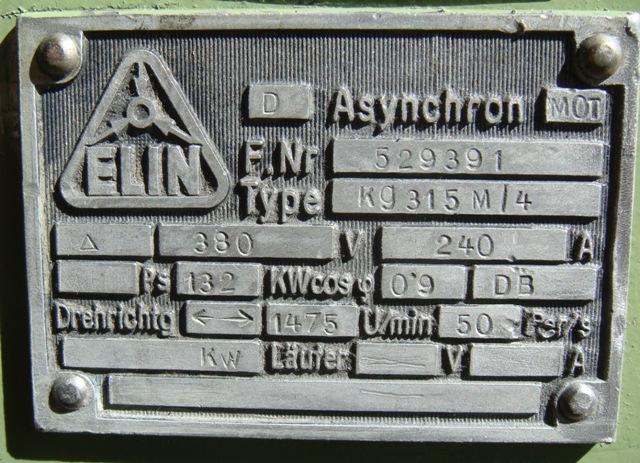 ELIN
D Asynchron MOT
F.Nr 529391
Type Kg 315 M/4
Δ 380 V 240 A
Ps 132 KW cos φ 0'9 DB
Drehrichtg ←→ 1475 U/min 50 Per/s
KW Läufer — V — A